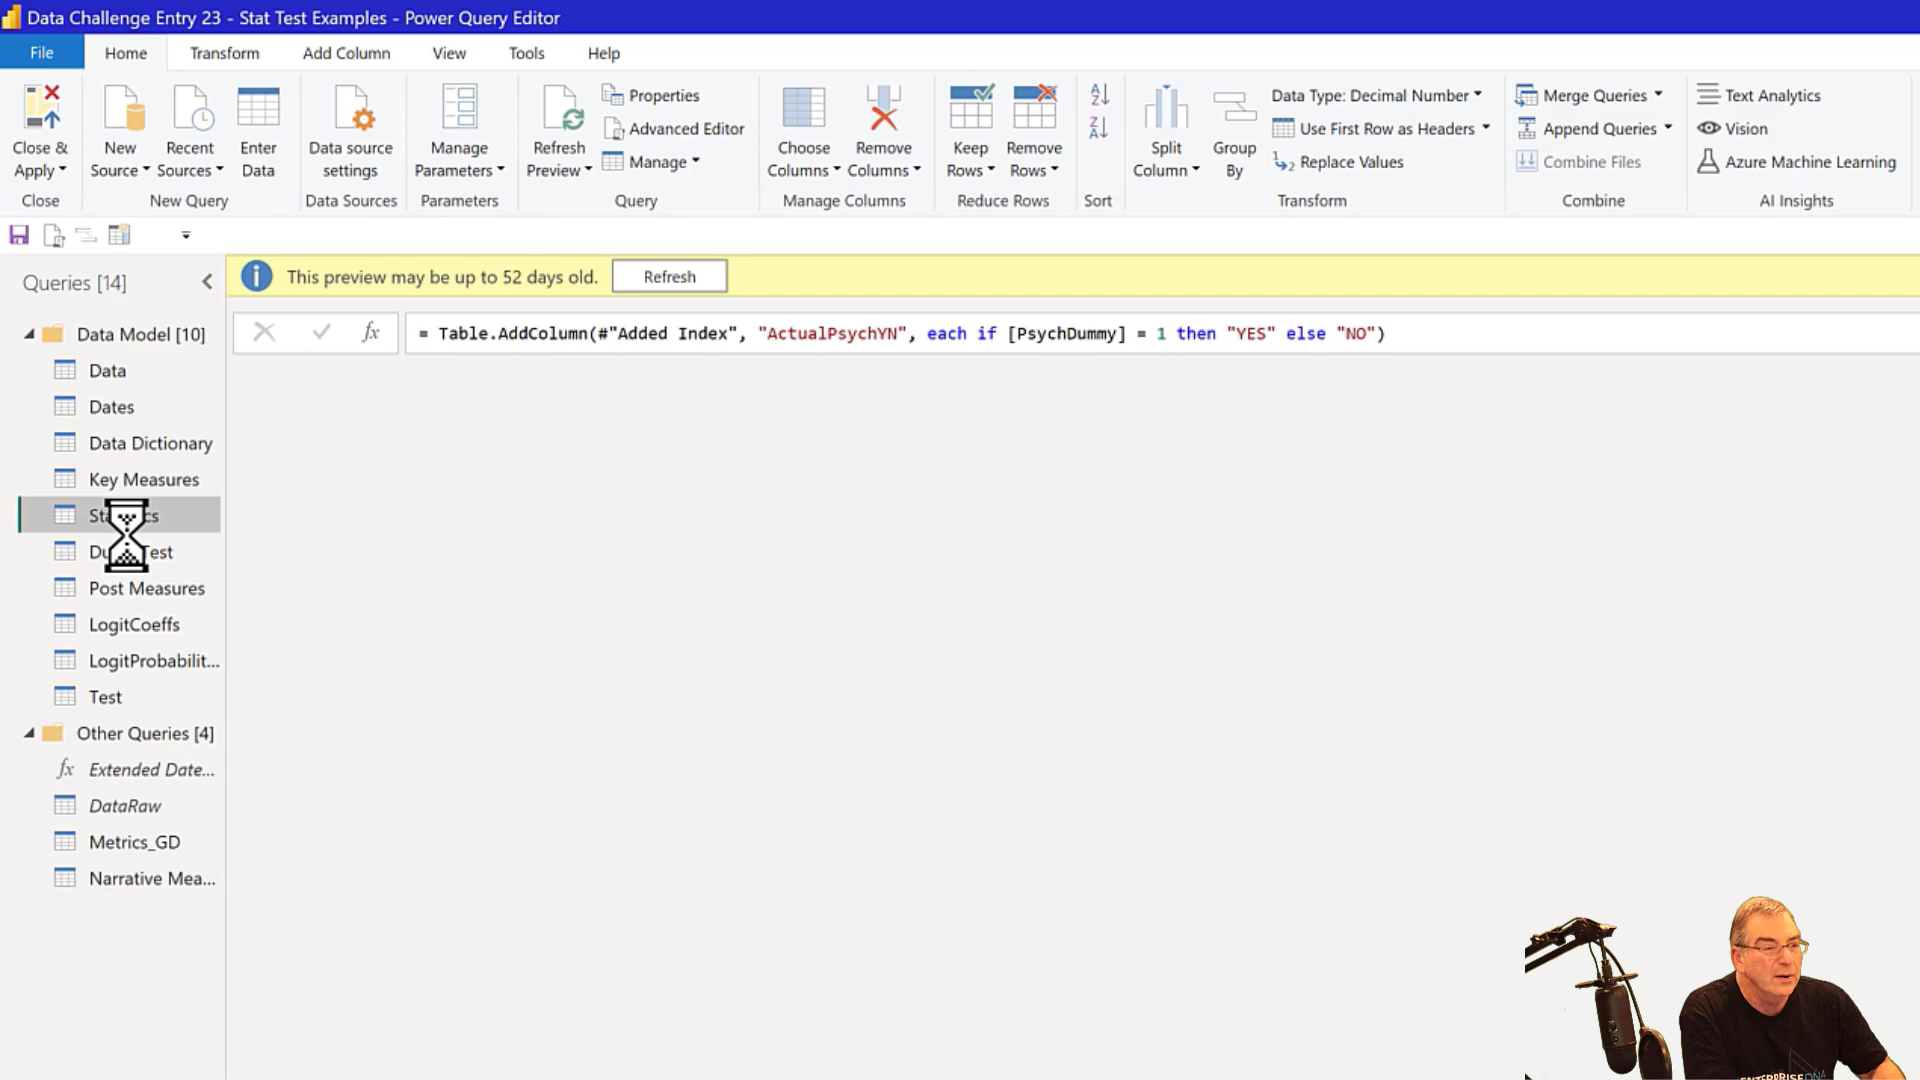 Data Challenge Entry 23 - Stat Test Examples - Power Query Editor
File
Home
Transform
Add Column
View
Tools
Help
Close &
Apply
Close
New
Source
Recent
Sources
Enter
Data
New Query
Data source
settings
Data Sources
Manage
Parameters
Parameters
Refresh
Preview
Properties
Advanced Editor
Manage
Query
Choose
Columns
Remove
Columns
Manage Columns
Keep
Rows
Remove
Rows
Reduce Rows
Sort
Split
Column
Group
By
Data Type: Decimal Number
Use First Row as Headers
Replace Values
Transform
Merge Queries
Append Queries
Combine Files
Combine
Text Analytics
Vision
Azure Machine Learning
AI Insights
Queries [14]
This preview may be up to 52 days old.
Refresh
fx
= Table.AddColumn(#"Added Index", "ActualPsychYN", each if [PsychDummy] = 1 then "YES" else "NO")
Data Model [10]
Data
Dates
Data Dictionary
Key Measures
Post Measures
LogitCoeffs
LogitProbabilit...
Test
Other Queries [4]
fx Extended Date...
DataRaw
Metrics_GD
Narrative Mea...
ENTERPRISE DNA